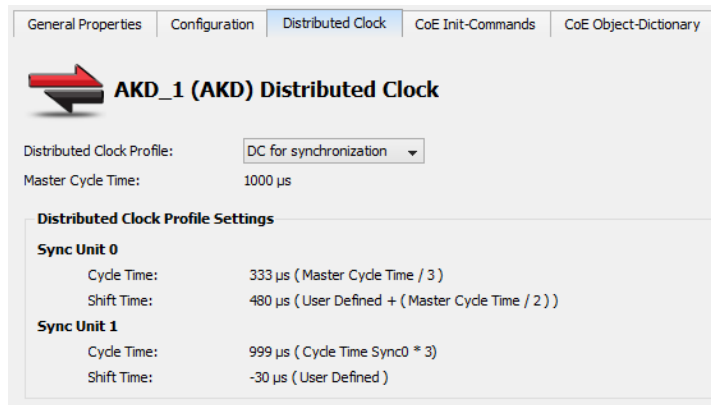 General Properties Configuration Distributed Clock CoE Init-Commands CoE Object-Dictionary
AKD_1 (AKD) Distributed Clock
Distributed Clock Profile: DC for synchronization
Master Cycle Time: 1000 µs
Distributed Clock Profile Settings
Sync Unit 0
Cycle Time: 333 µs ( Master Cycle Time / 3 )
Shift Time: 480 µs ( User Defined + ( Master Cycle Time / 2 ) )
Sync Unit 1
Cycle Time: 999 µs ( Cycle Time Sync0 * 3)
Shift Time: -30 µs ( User Defined )